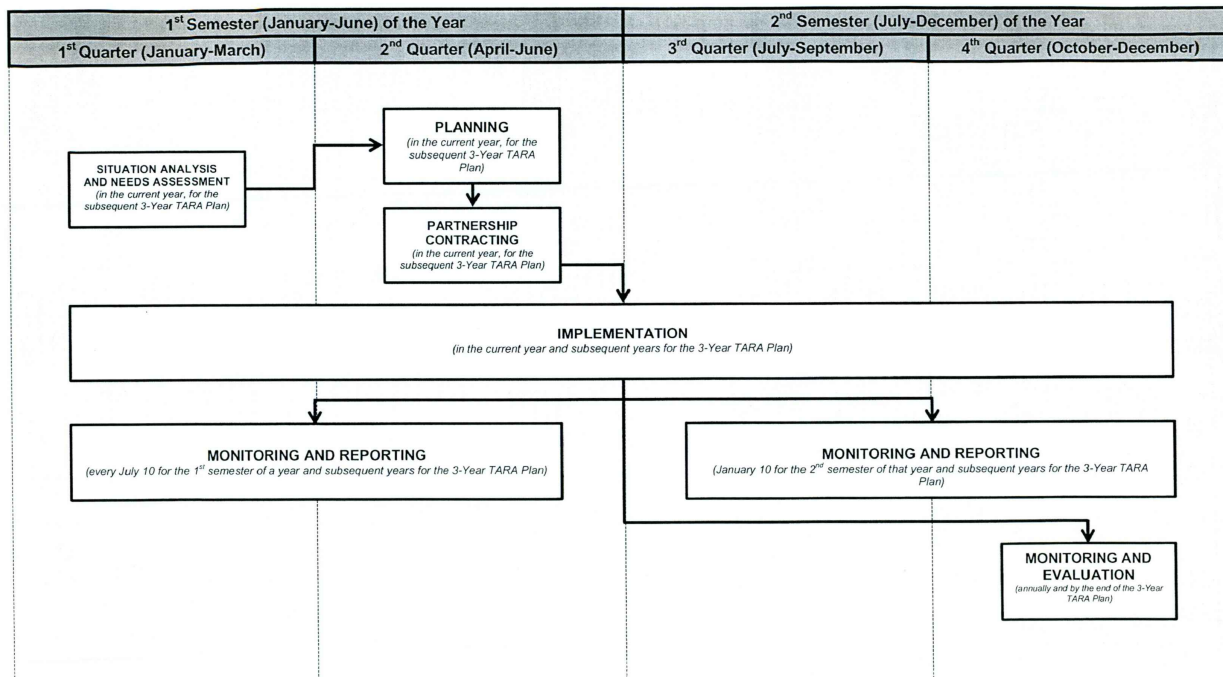 1st Semester (January-June) of the Year
2nd Semester (July-December) of the Year
1st Quarter (January-March)
2nd Quarter (April-June)
3rd Quarter (July-September)
4th Quarter (October-December)
SITUATION ANALYSIS
AND NEEDS ASSESSMENT
(in the current year, for the
subsequent 3-Year TARA Plan)
PLANNING
(in the current year, for the
subsequent 3-Year TARA
Plan)
PARTNERSHIP
CONTRACTING
(in the current year, for the
subsequent 3-Year TARA Plan)
IMPLEMENTATION
(in the current year and subsequent years for the 3-Year TARA Plan)
MONITORING AND REPORTING
(every July 10 for the 1st semester of a year and subsequent years for the 3-Year TARA Plan)
MONITORING AND REPORTING
(January 10 for the 2nd semester of that year and subsequent years for the 3-Year TARA
Plan)
MONITORING AND
EVALUATION
(annually and by the end of the 3-Year
TARA Plan)